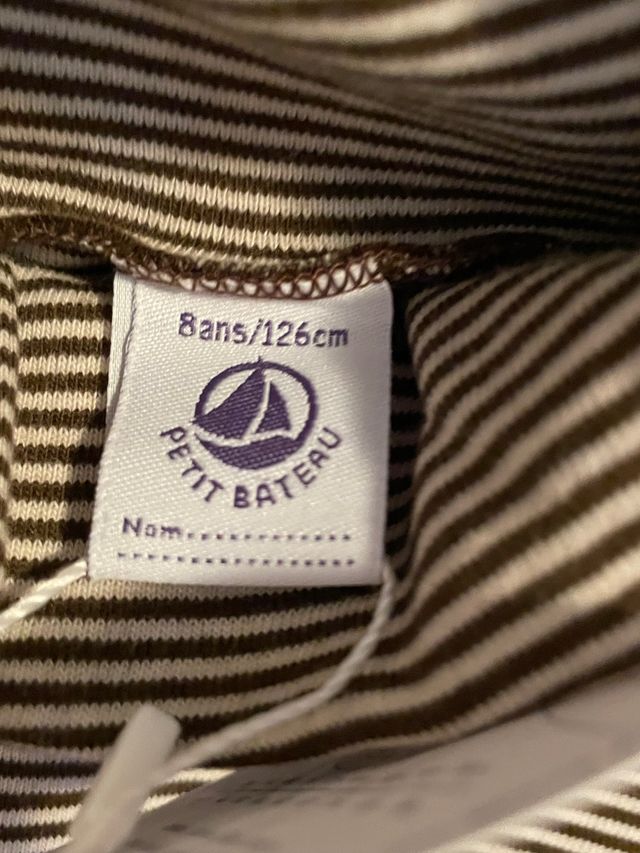 8ans/126cm
PETIT BATEAU
Nom..............